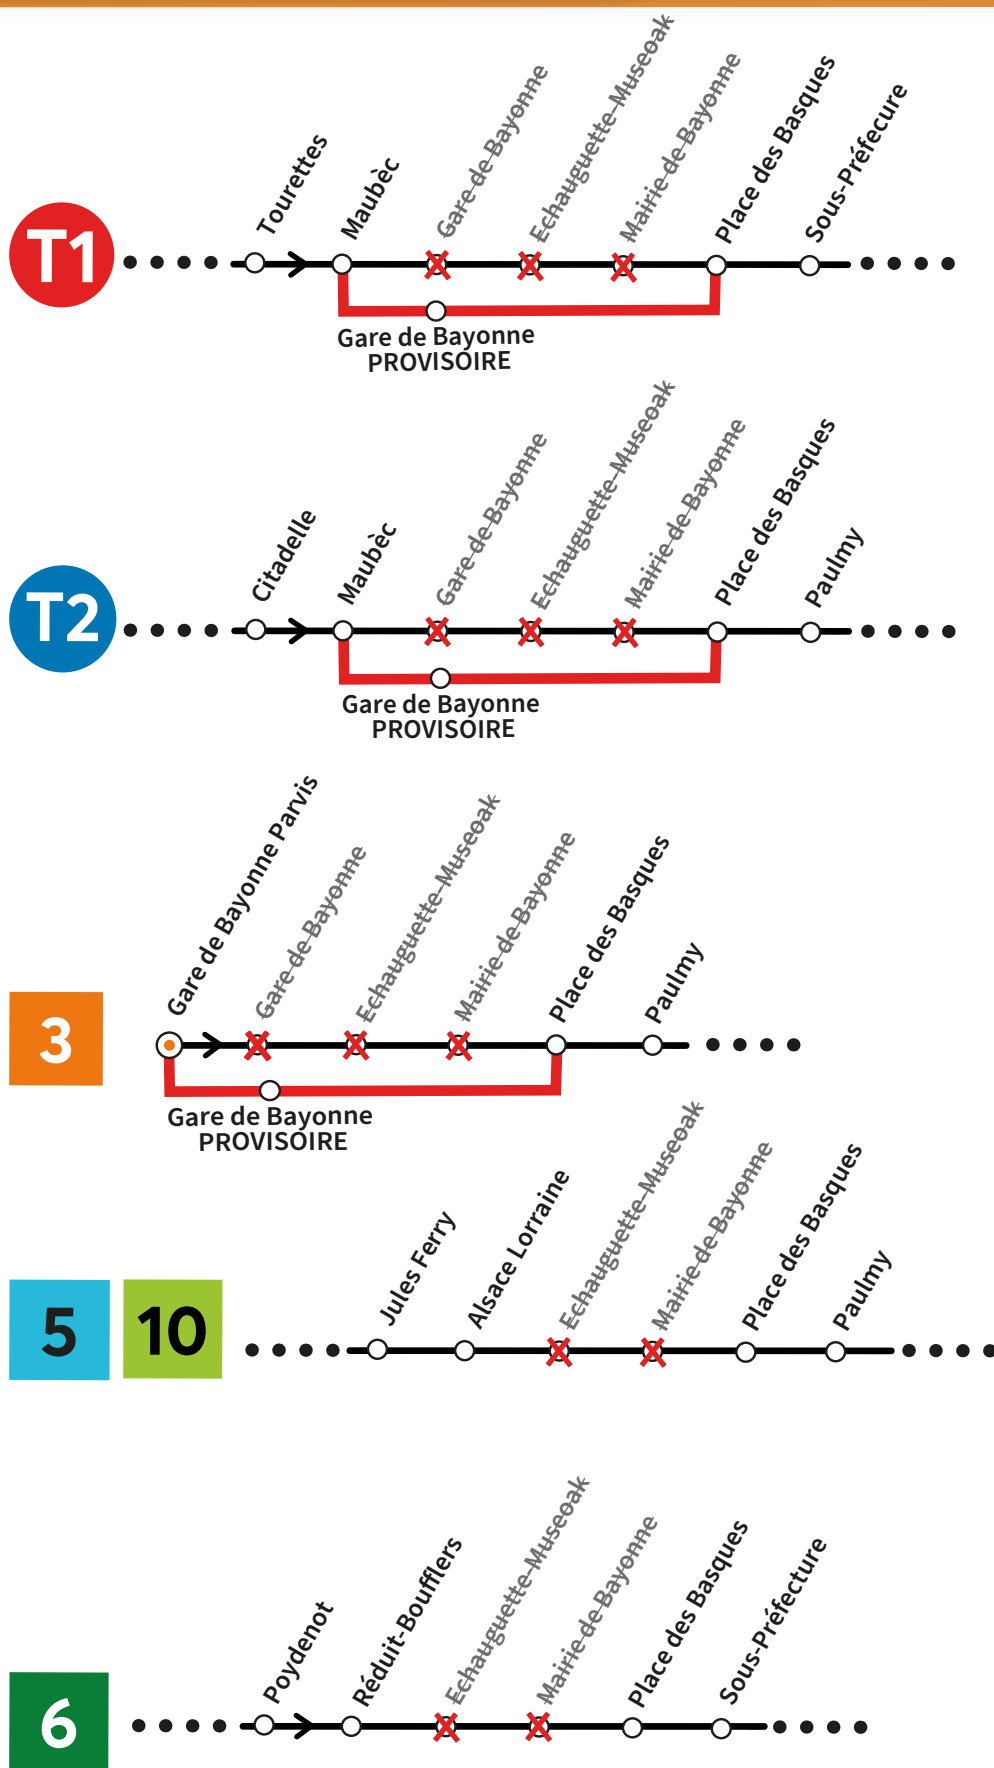 T1
Tourettes
Maubèc
Gare de Bayonne
Echauguette-Museoak
Mairie de Bayonne
Place des Basques
Sous-Préfecure
Gare de Bayonne
PROVISOIRE
T2
Citadelle
Maubèc
Gare de Bayonne
Echauguette-Museoak
Mairie de Bayonne
Place des Basques
Paulmy
Gare de Bayonne
PROVISOIRE
3
Gare de Bayonne Parvis
Gare de Bayonne
Echauguette-Museoak
Mairie de Bayonne
Place des Basques
Paulmy
Gare de Bayonne
PROVISOIRE
5
10
Jules Ferry
Alsace Lorraine
Echauguette-Museoak
Mairie de Bayonne
Place des Basques
Paulmy
6
Poydenot
Réduit-Boufflers
Echauguette-Museoak
Mairie de Bayonne
Place des Basques
Sous-Préfecture